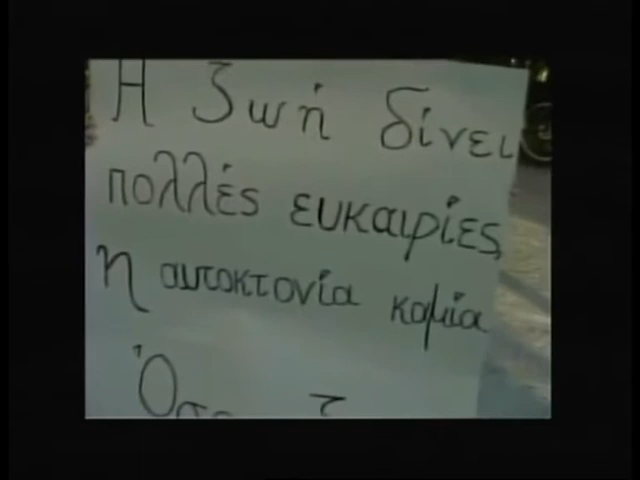 Η ζωή δίνει
πολλές ευκαιρίες,
η αυτοκτονία καμία